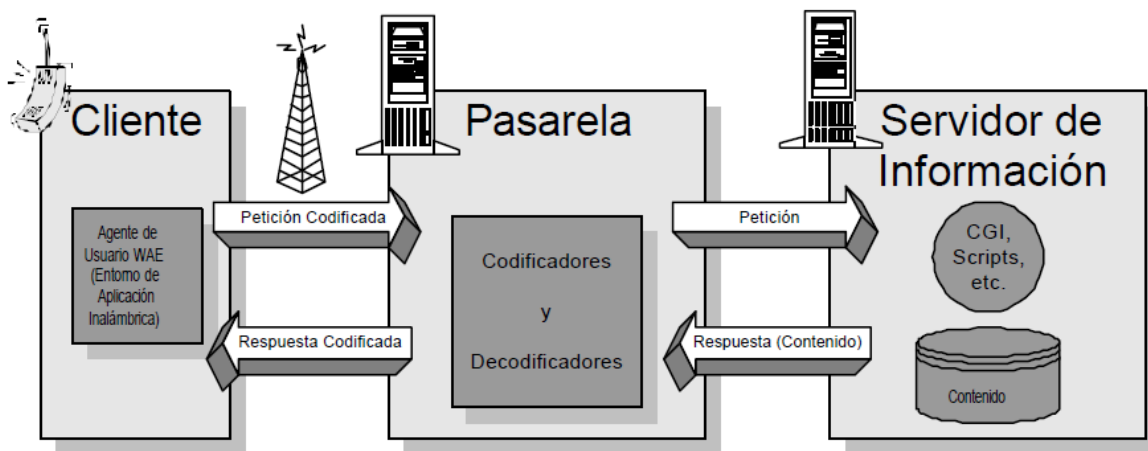 Cliente
Pasarela
Servidor de
Información
Agente de
Usuario WAE
(Entorno de
Aplicación
Inalámbrica)
Petición Codificada
Respuesta Codificada
Codificadores
y
Decodificadores
Petición
Respuesta (Contenido)
CGI,
Scripts,
etc.
Contenido